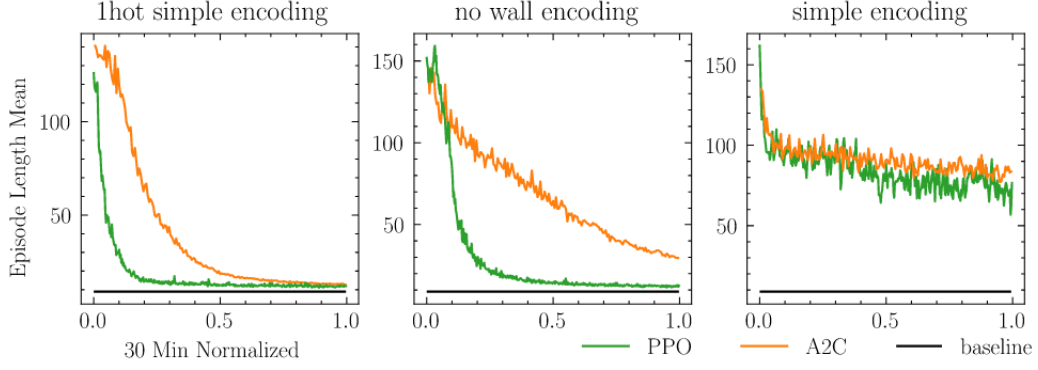 1hot simple encoding
no wall encoding
simple encoding
Episode Length Mean
100
50
0.0
0.5
1.0
150
100
50
0.0
0.5
1.0
150
100
50
0.0
0.5
1.0
30 Min Normalized
PPO
A2C
baseline